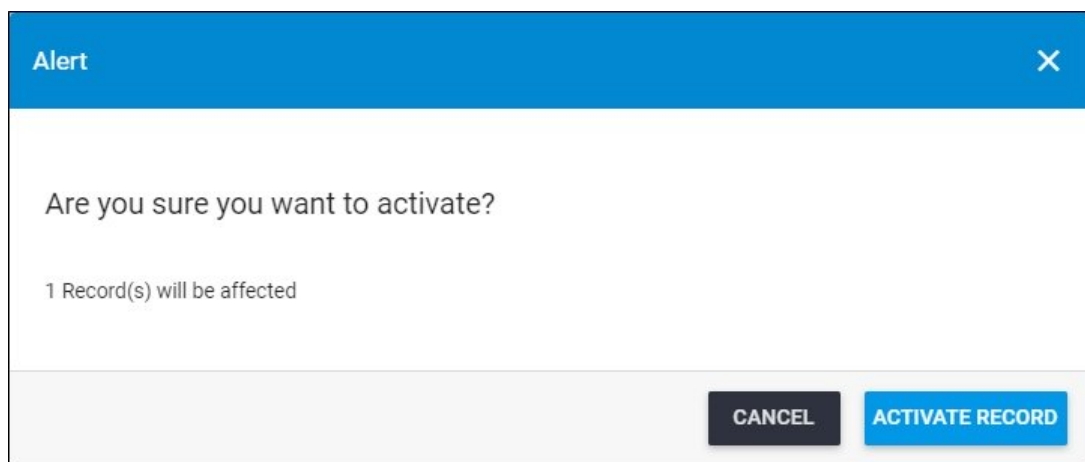 Alert
Are you sure you want to activate?
1 Record(s) will be affected
CANCEL
ACTIVATE RECORD